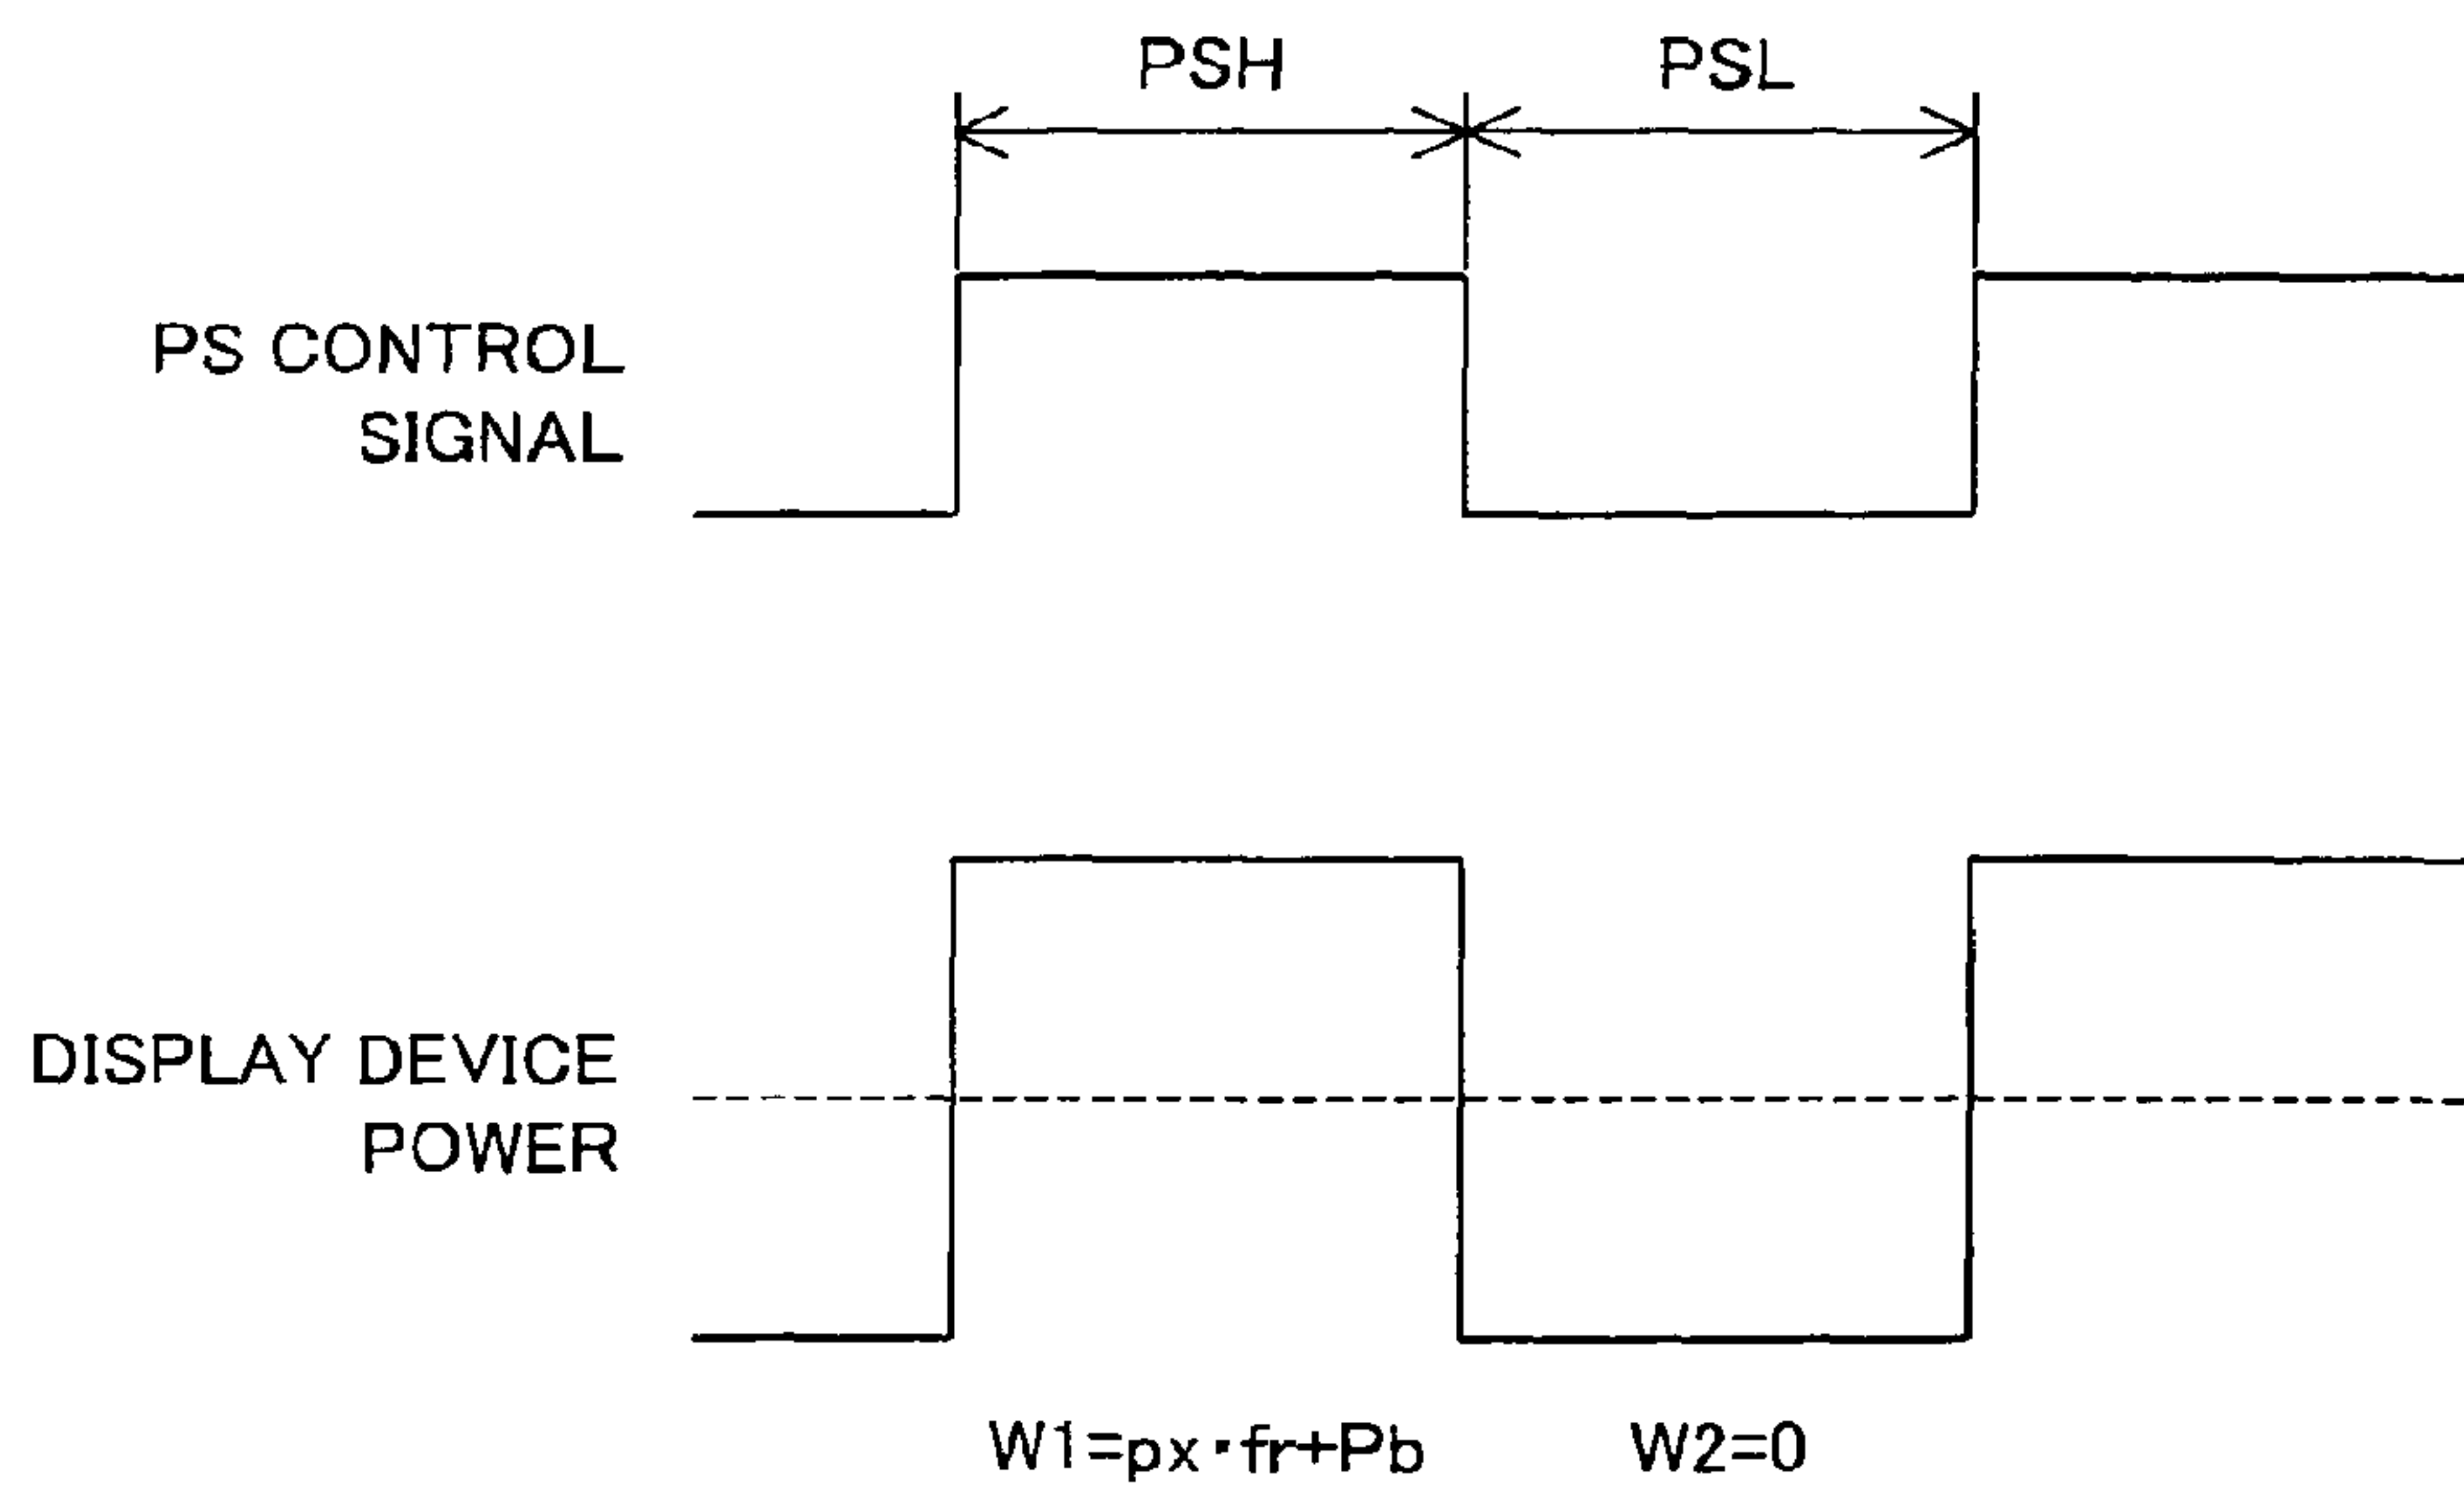 PSH
PSL
PS CONTROL
SIGNAL
DISPLAY DEVICE
POWER
W1=px·fr+Pb
W2=0